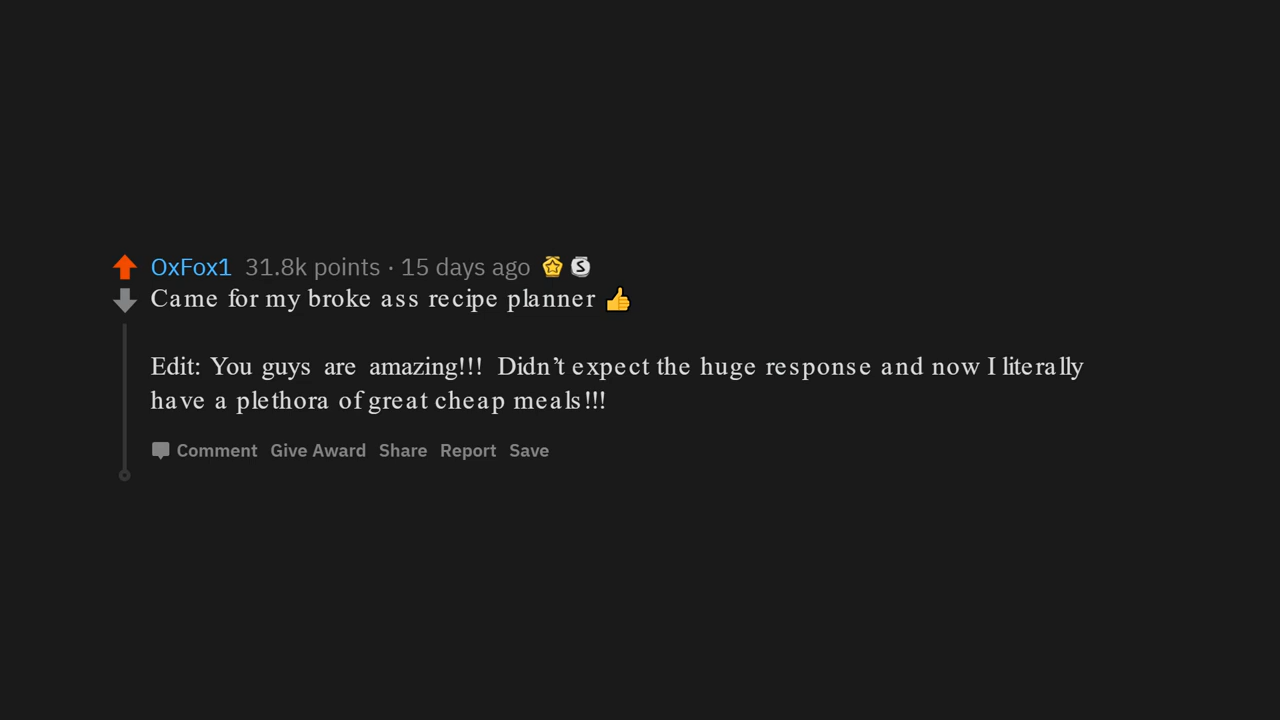 OxFox1 31.8k points · 15 days ago
Came for my broke ass recipe planner 👍
Edit: You guys are amazing!!! Didn’t expect the huge response and now I literally
have a plethora of great cheap meals!!!
Comment Give Award Share Report Save